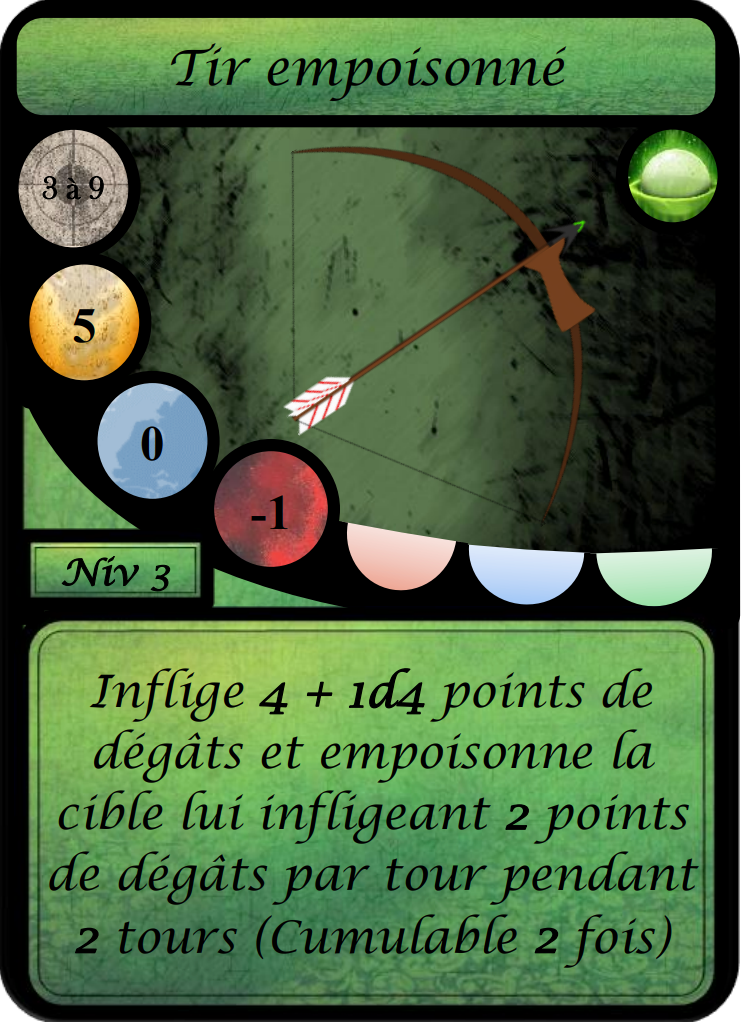 Tir empoisonné
3 à 9
5
0
-1
Niv 3
Inflige 4 + 1d4 points de
dégâts et empoisonne la
cible lui infligeant 2 points
de dégâts par tour pendant
2 tours (Cumulable 2 fois)